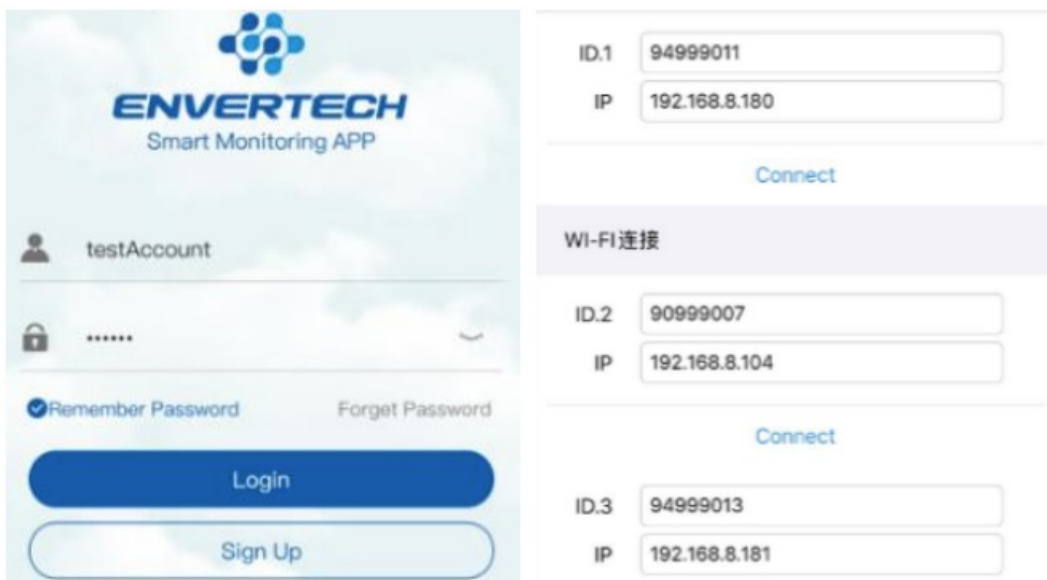 ENVERTECH
Smart Monitoring APP
testAccount
••••••
Remember Password
Forget Password
Login
Sign Up
ID.1 94999011
IP 192.168.8.180
Connect
WI-FI连接
ID.2 90999007
IP 192.168.8.104
Connect
ID.3 94999013
IP 192.168.8.181